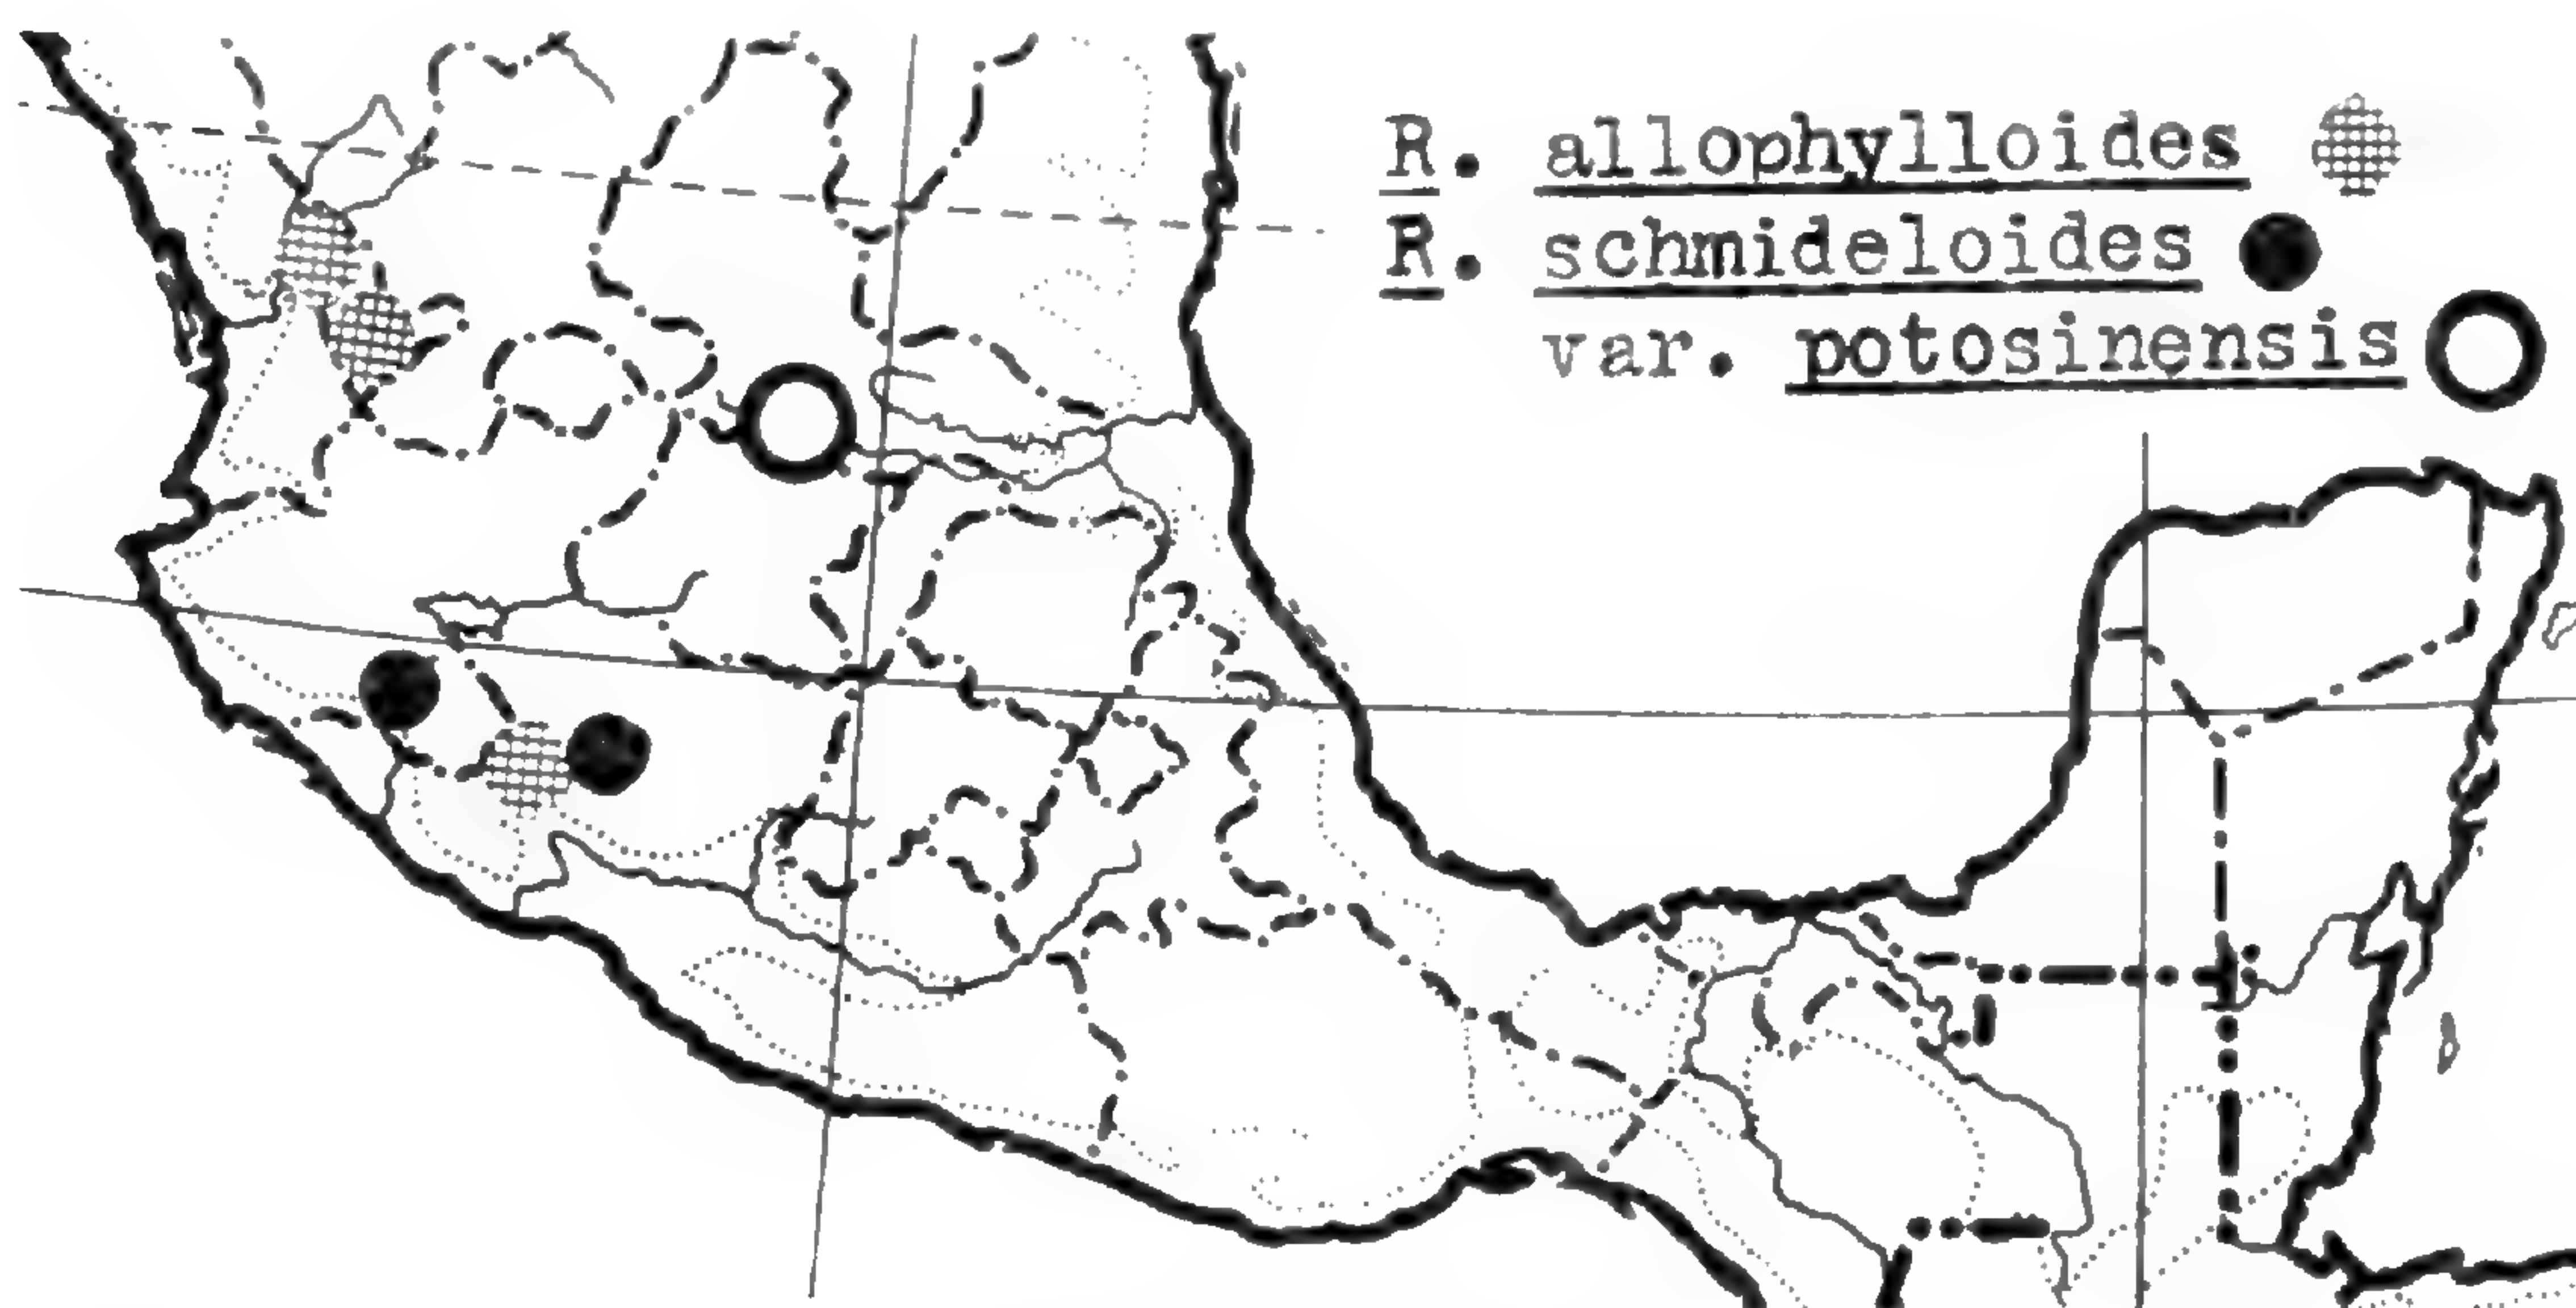 R. allophylloides
R. schmideloides
var. potosinensis